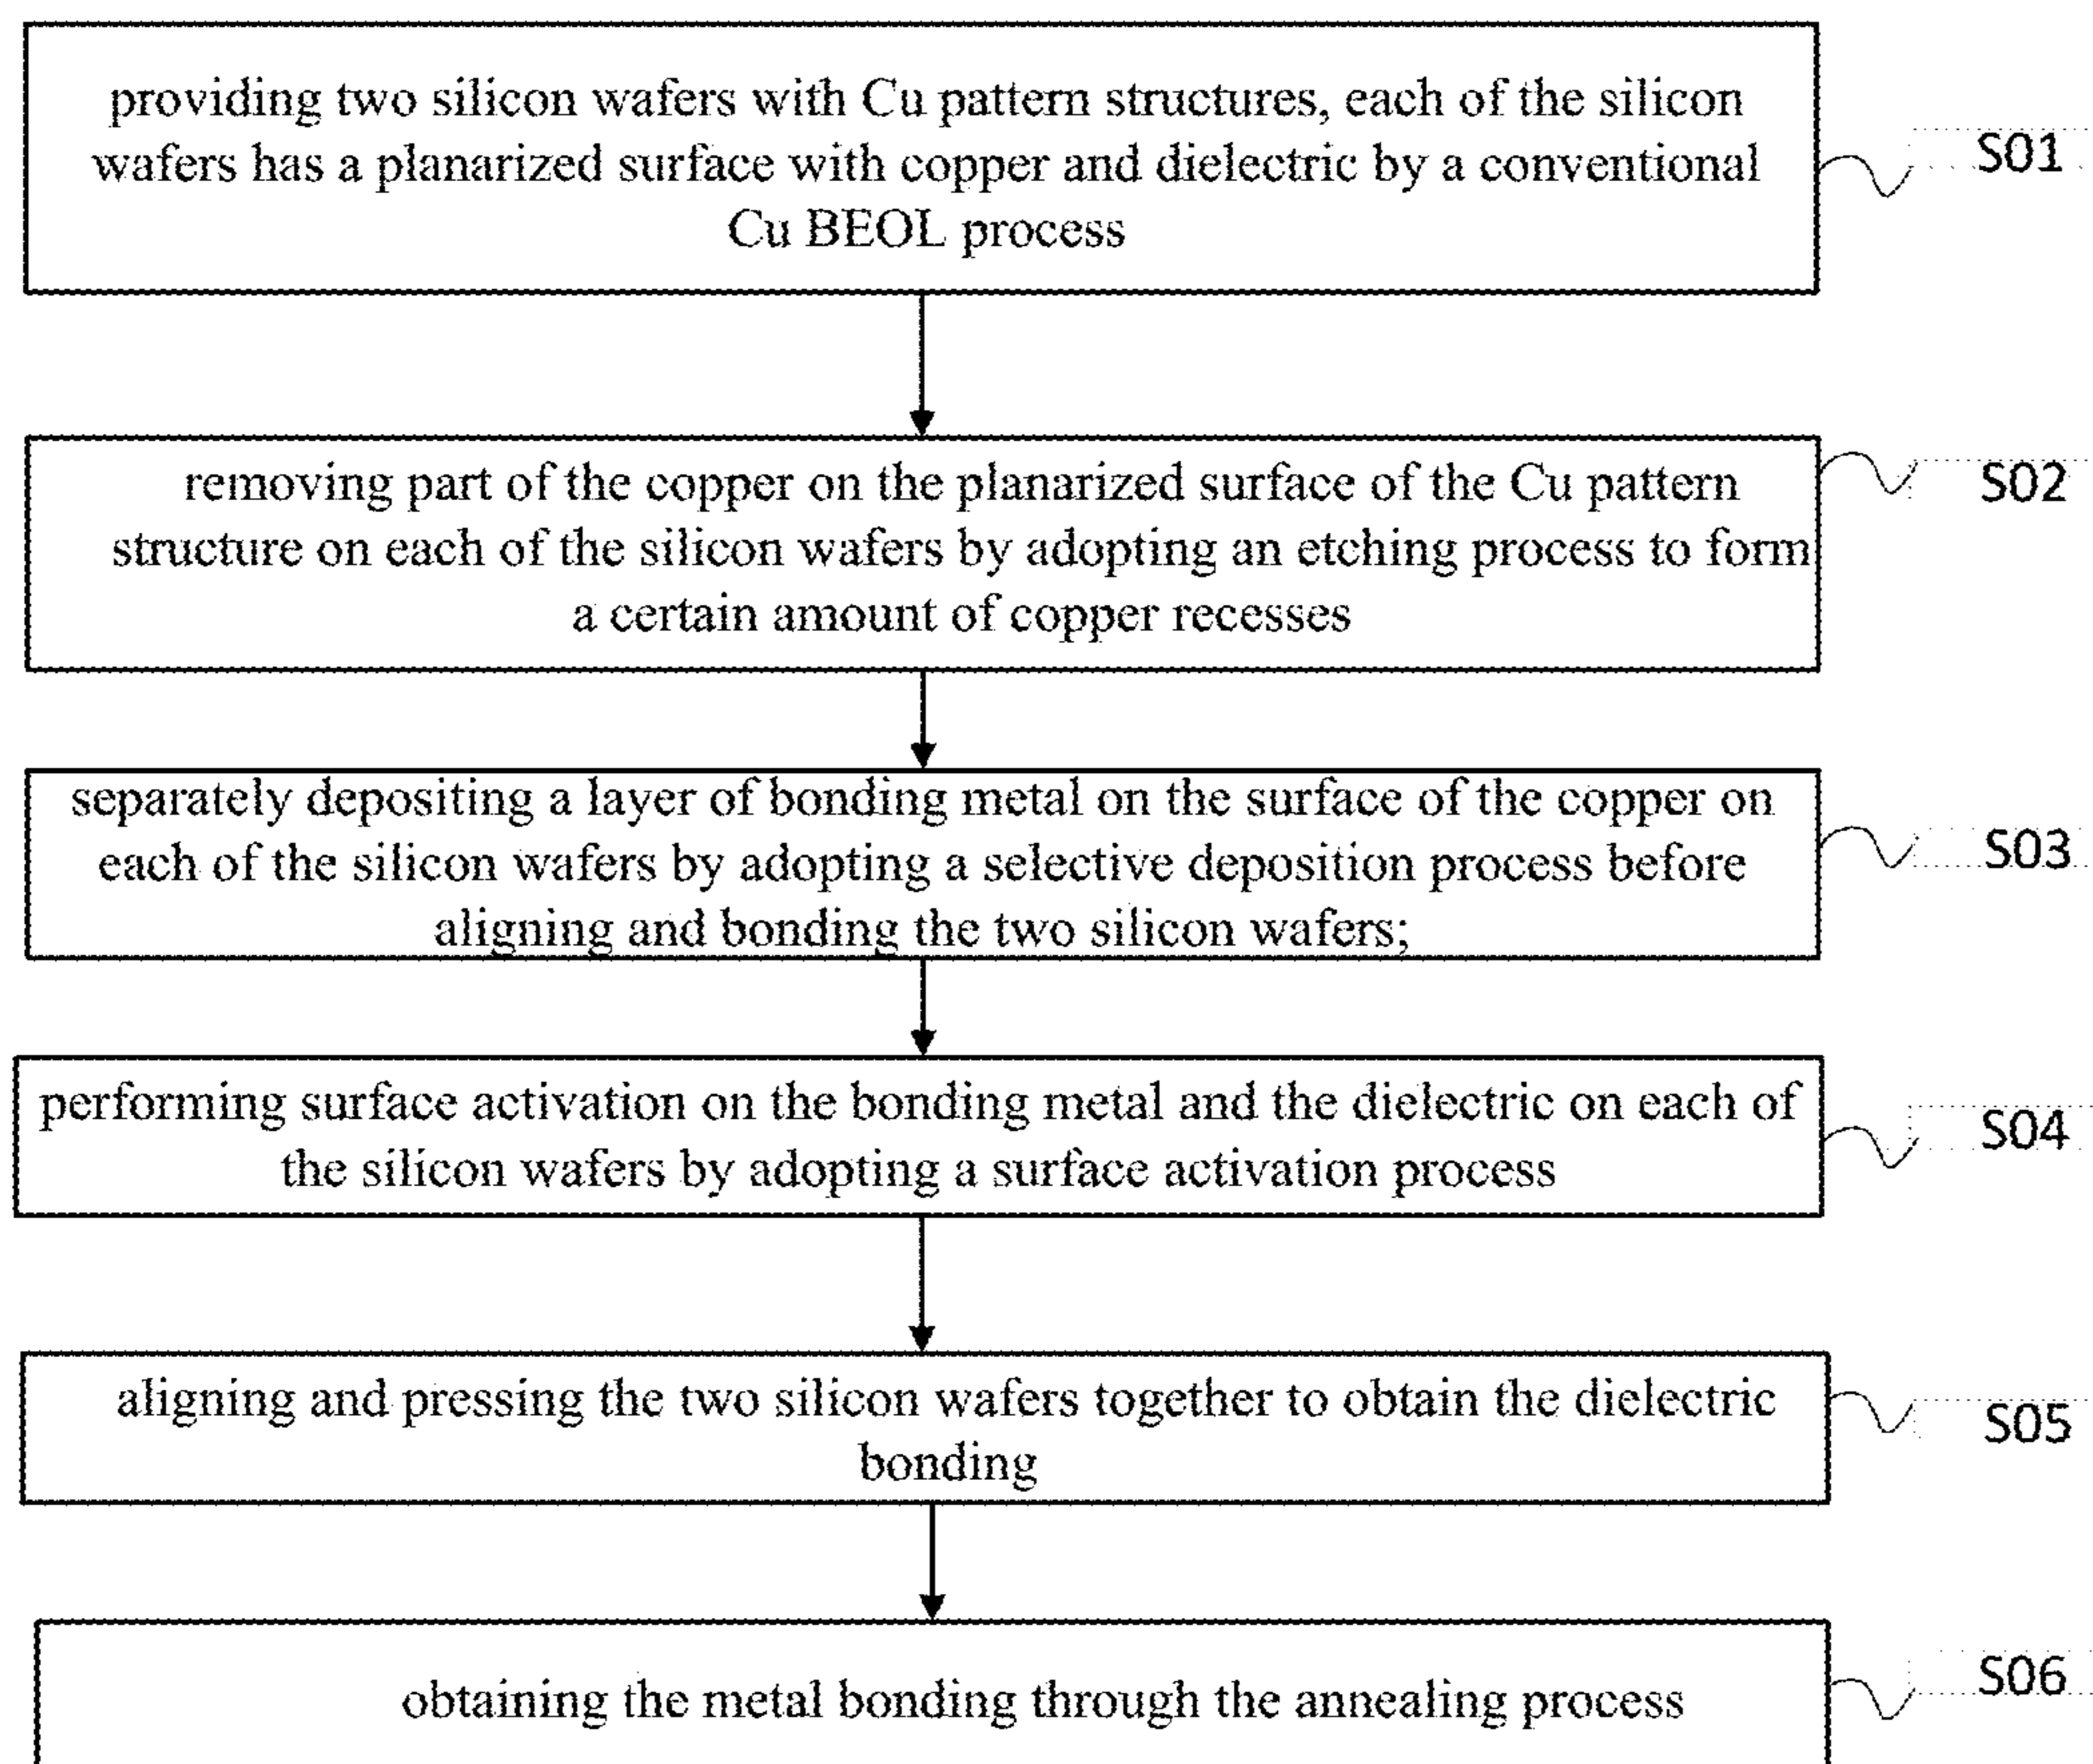 providing two silicon wafers with Cu pattern structures, each of the silicon
wafers has a planarized surface with copper and dielectric by a conventional
Cu BEOL process
S01
removing part of the copper on the planarized surface of the Cu pattern
structure on each of the silicon wafers by adopting an etching process to form
a certain amount of copper recesses
S02
separately depositing a layer of bonding metal on the surface of the copper on
each of the silicon wafers by adopting a selective deposition process before
aligning and bonding the two silicon wafers;
S03
performing surface activation on the bonding metal and the dielectric on each of
the silicon wafers by adopting a surface activation process
S04
aligning and pressing the two silicon wafers together to obtain the dielectric
bonding
S05
obtaining the metal bonding through the annealing process
S06